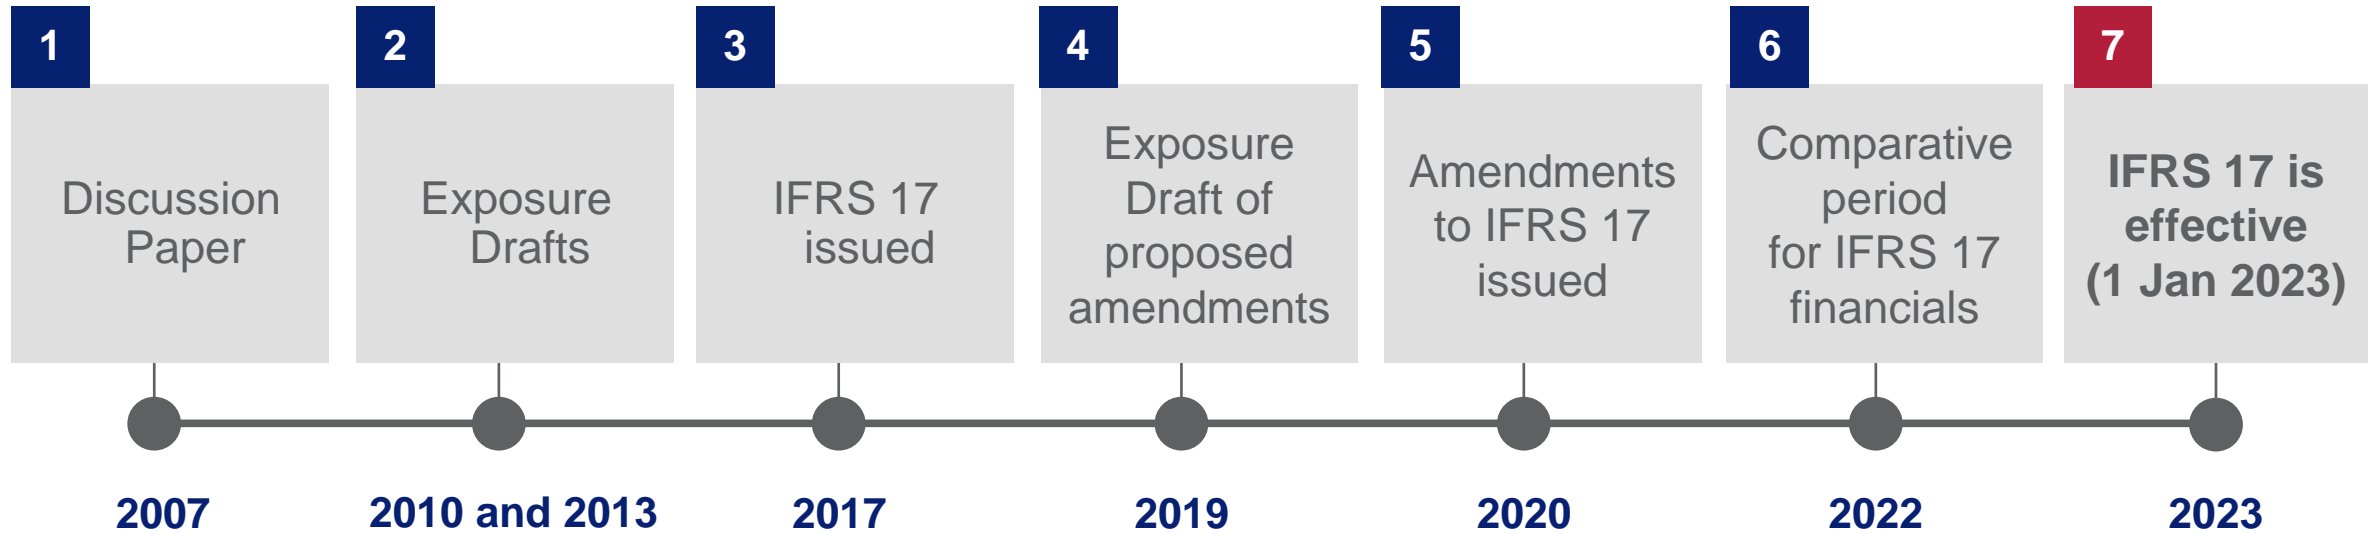 1
Discussion
Paper
2007
2
Exposure
Drafts
2010 and 2013
3
IFRS 17
issued
2017
4
Exposure
Draft of
proposed
amendments
2019
5
Amendments
to IFRS 17
issued
2020
6
Comparative
period
for IFRS 17
financials
2022
7
IFRS 17 is
effective
(1 Jan 2023)
2023